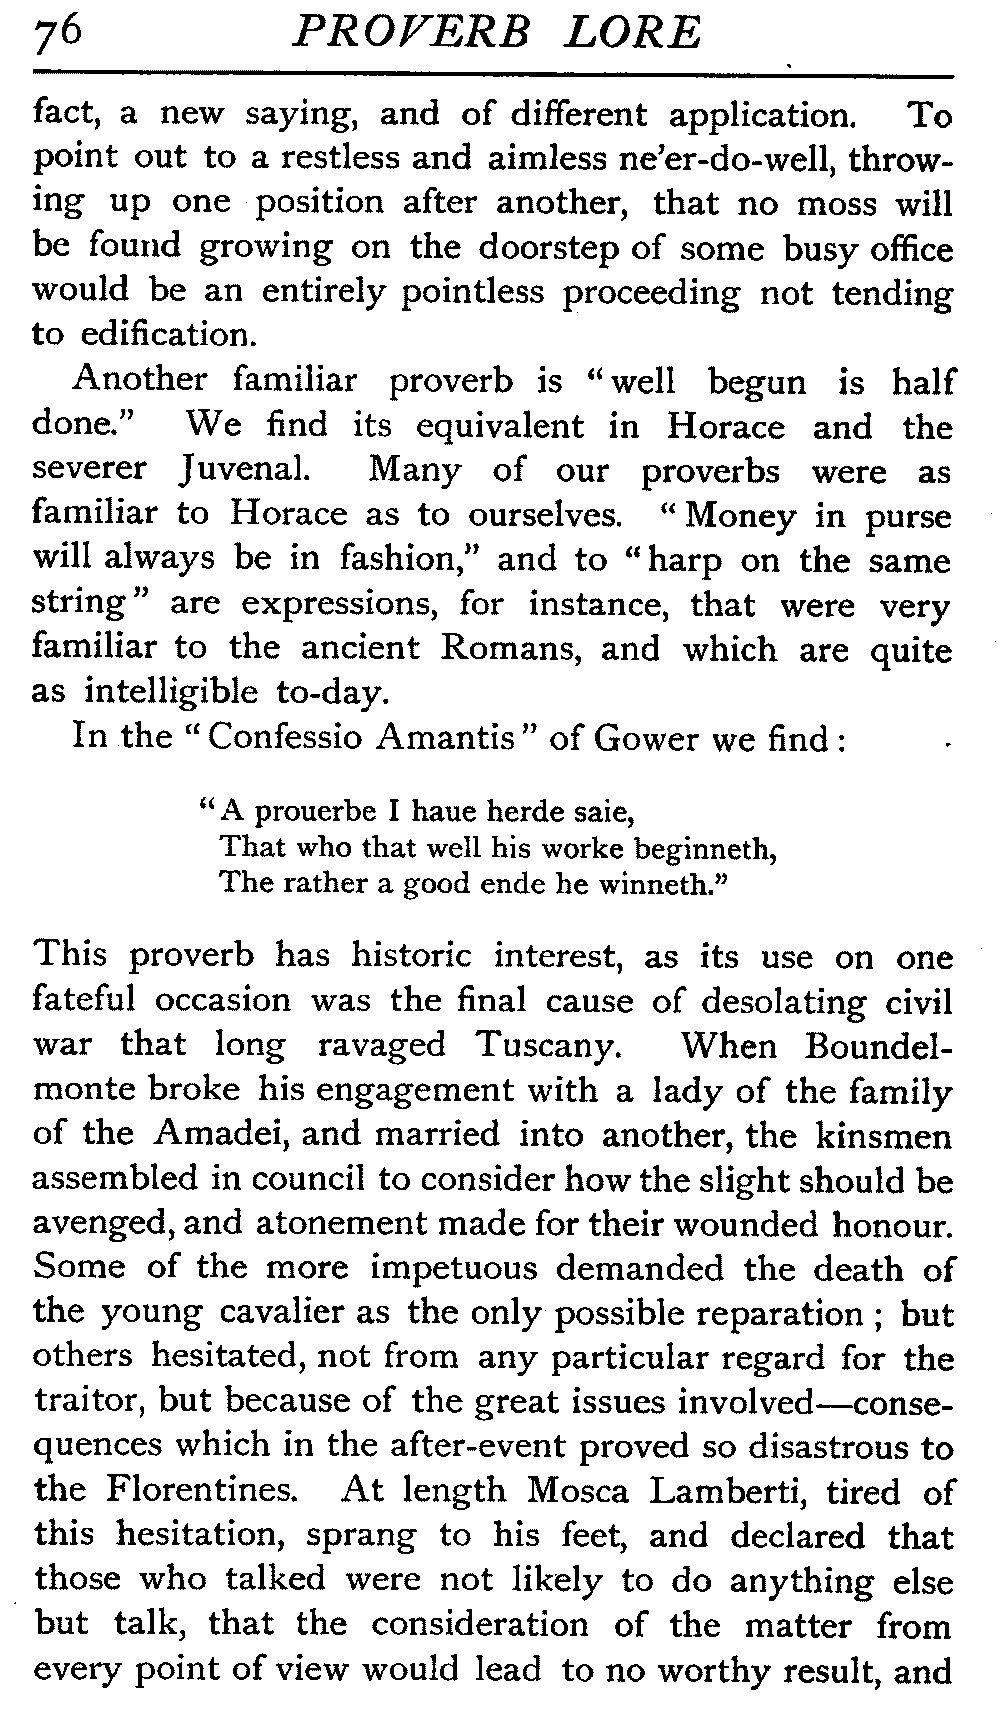 76 PROVERB LORE
fact, a new saying, and of different application. To
point out to a restless and aimless ne'er-do-well, throw-
ing up one position after another, that no moss will
be found growing on the doorstep of some busy office
would be an entirely pointless proceeding not tending
to edification.
Another familiar proverb is "well begun is half
done." We find its equivalent in Horace and the
severer Juvenal. Many of our proverbs were as
familiar to Horace as to ourselves. "Money in purse
will always be in fashion," and to "harp on the same
string" are expressions, for instance, that were very
familiar to the ancient Romans, and which are quite
as intelligible to-day.
In the "Confessio Amantis" of Gower we find:
"A prouerbe I haue herde saie,
That who that well his worke beginneth,
The rather a good ende he winneth."
This proverb has historic interest, as its use on one
fateful occasion was the final cause of desolating civil
war that long ravaged Tuscany. When Boundel-
monte broke his engagement with a lady of the family
of the Amadei, and married into another, the kinsmen
assembled in council to consider how the slight should be
avenged, and atonement made for their wounded honour.
Some of the more impetuous demanded the death of
the young cavalier as the only possible reparation; but
others hesitated, not from any particular regard for the
traitor, but because of the great issues involved—conse-
quences which in the after-event proved so disastrous to
the Florentines. At length Mosca Lamberti, tired of
this hesitation, sprang to his feet, and declared that
those who talked were not likely to do anything else
but talk, that the consideration of the matter from
every point of view would lead to no worthy result, and